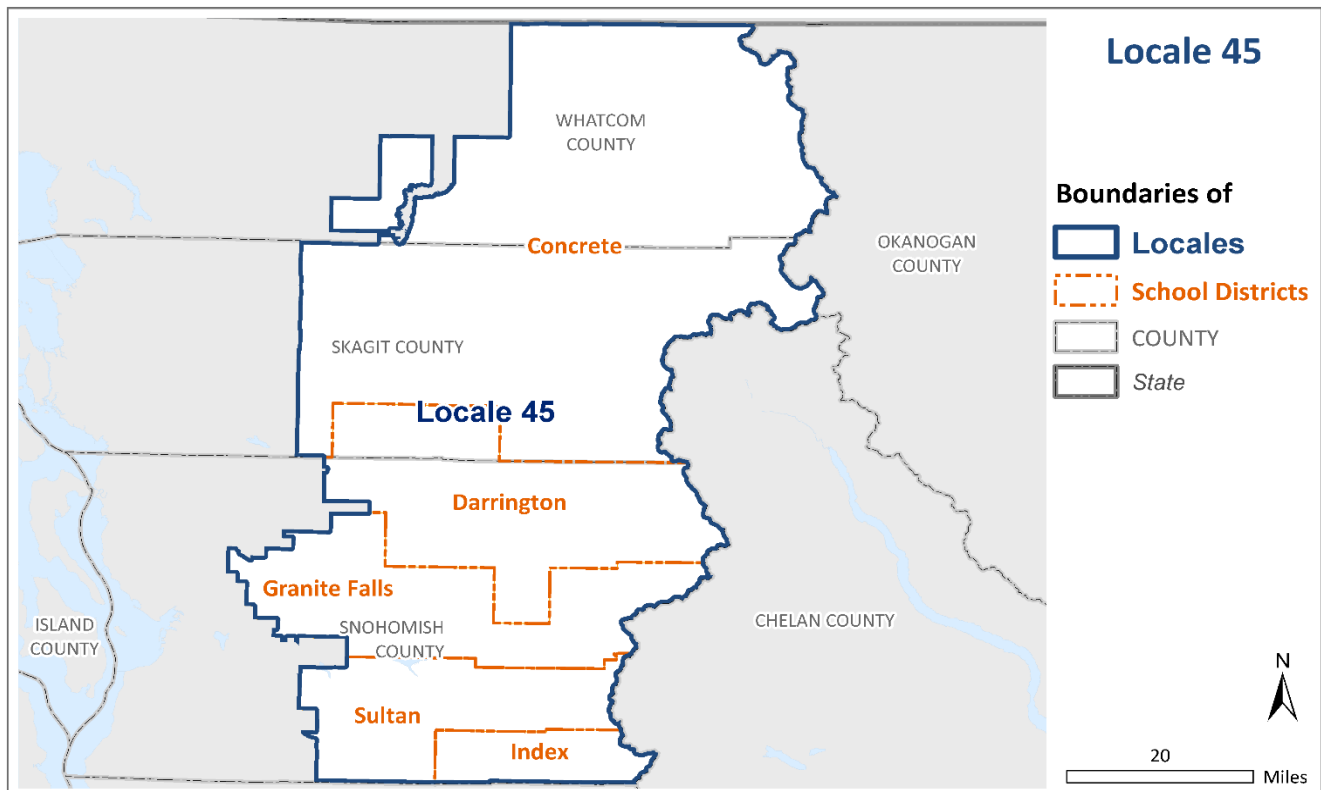 Locale 45
WHATCOM
COUNTY
Boundaries of
Locales
School Districts
COUNTY
State
Concrete
OKANOGAN
COUNTY
SKAGIT COUNTY
Locale 45
Darrington
Granite Falls
SNOHOMISH
COUNTY
ISLAND
COUNTY
CHELAN COUNTY
Sultan
Index
N
20
Miles